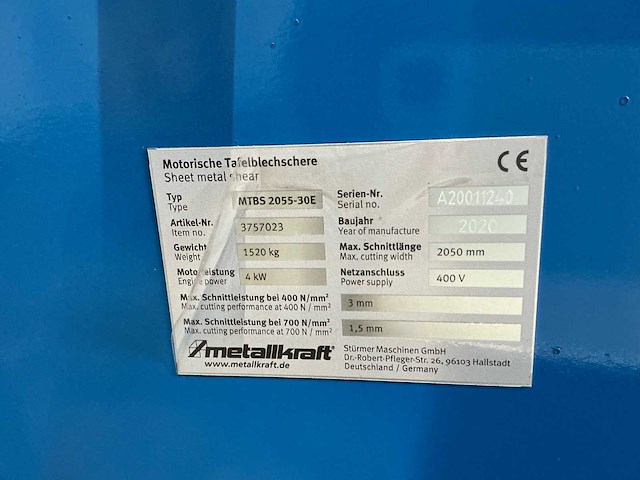 Motorische Tafelblechschere
Sheet metal shear
CE
Typ
Type
MTBS 2055-30E
Serien-Nr.
Serial no.
A20011240
Artikel-Nr.
Item no.
3757023
Baujahr
Year of manufacture
2020
Gewicht
Weight
1520 kg
Max. Schnittlänge
Max. cutting width
2050 mm
Motorleistung
Engine power
4 kW
Netzanschluss
Power supply
400 V
Max. Schnittleistung bei 400 N/mm²
Max. cutting performance at 400 N / mm²
3 mm
Max. Schnittleistung bei 700 N/mm²
Max. cutting performance at 700 N / mm²
1,5 mm
metallkraft®
www.metallkraft.de
Stürmer Maschinen GmbH
Dr.-Robert-Pfleger-Str. 26, 96103 Hallstadt
Deutschland / Germany